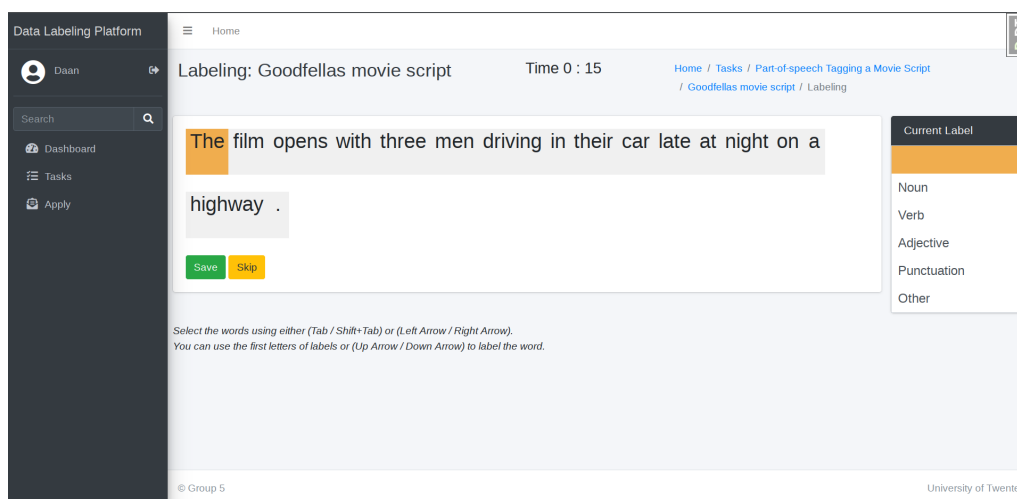 Data Labeling Platform
Home
Daan
Labeling: Goodfellas movie script
Time 0 : 15
Home / Tasks / Part-of-speech Tagging a Movie Script
/ Goodfellas movie script / Labeling
Search
Dashboard
Tasks
Apply
The film opens with three men driving in their car late at night on a
highway .
Save Skip
Current Label
Noun
Verb
Adjective
Punctuation
Other
Select the words using either (Tab / Shift+Tab) or (Left Arrow / Right Arrow).
You can use the first letters of labels or (Up Arrow / Down Arrow) to label the word.
© Group 5
University of Twente